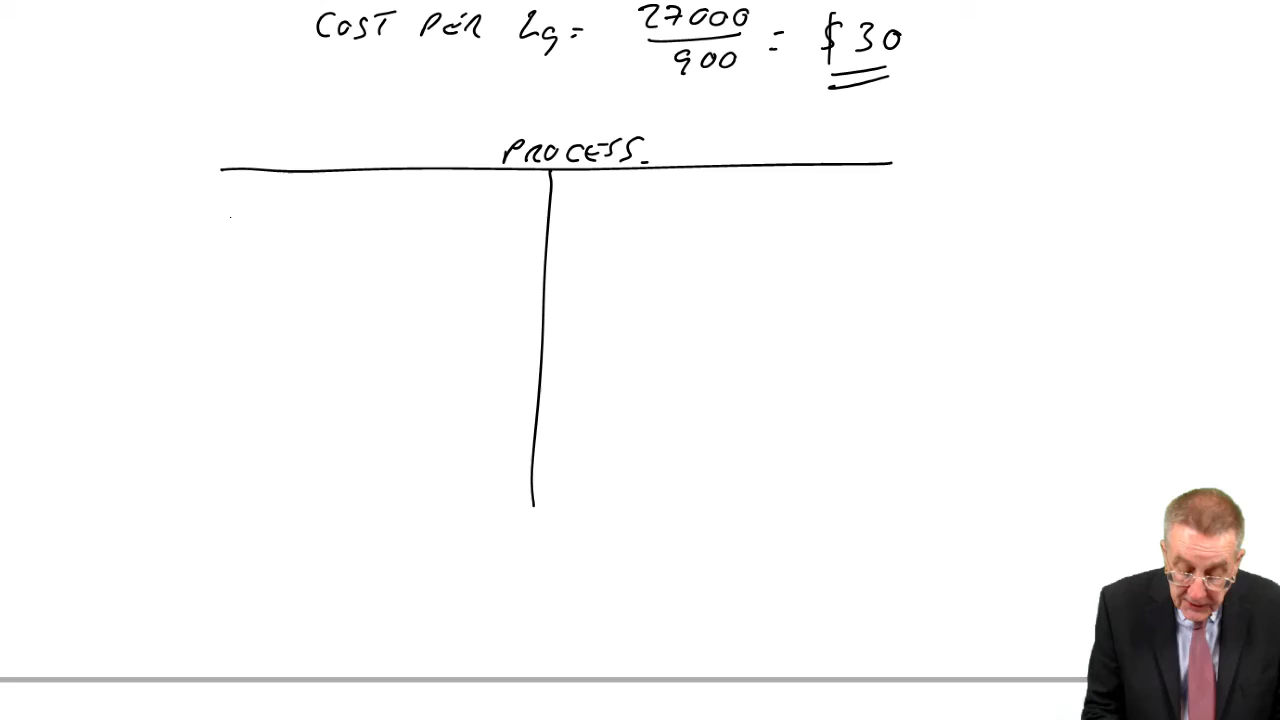 COST PER kg = 27000 / 900 = $30
PROCESS.